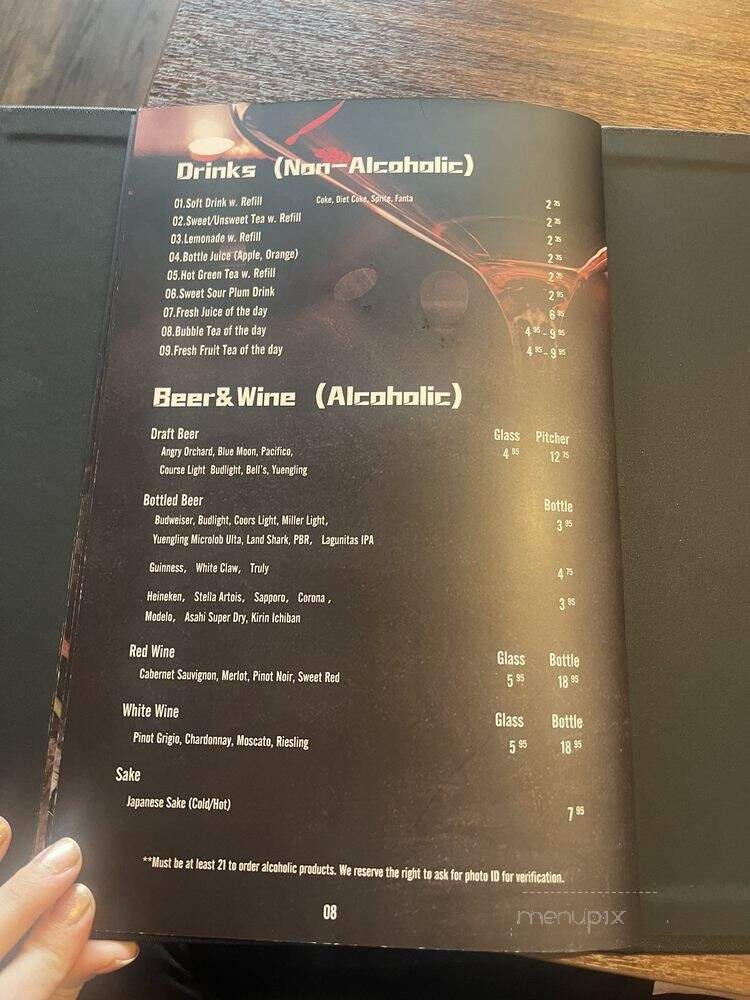 Drinks (Non-Alcoholic)
01.Soft Drink w. Refill Coke, Diet Coke, Sprite, Fanta 2 35
02.Sweet/Unsweet Tea w. Refill 2 35
03.Lemonade w. Refill 2 35
04.Bottle Juice (Apple, Orange) 2 35
05.Hot Green Tea w. Refill 2 35
06.Sweet Sour Plum Drink 2 95
07.Fresh Juice of the day 6 95
08.Bubble Tea of the day 4 95 - 9 95
09.Fresh Fruit Tea of the day 4 95 - 9 95
Beer&Wine (Alcoholic)
Draft Beer Glass Pitcher
Angry Orchard, Blue Moon, Pacifico, 4 95 12 75
Course Light Budlight, Bell's, Yuengling
Bottled Beer Bottle
Budweiser, Budlight, Coors Light, Miller Light, 3 95
Yuengling Microlob Ulta, Land Shark, PBR, Lagunitas IPA
Guinness, White Claw, Truly 4 75
Heineken, Stella Artois, Sapporo, Corona , 3 95
Modelo, Asahi Super Dry, Kirin Ichiban
Red Wine Glass Bottle
Cabernet Sauvignon, Merlot, Pinot Noir, Sweet Red 5 95 18 95
White Wine Glass Bottle
Pinot Grigio, Chardonnay, Moscato, Riesling 5 95 18 95
Sake
Japanese Sake (Cold/Hot) 7 95
**Must be at least 21 to order alcoholic products. We reserve the right to ask for photo ID for verification.
08
menupix